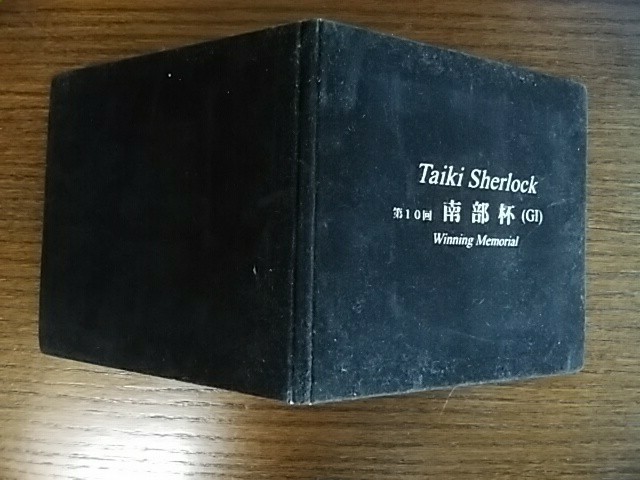 Taiki Sherlock
第10回 南部杯 (GI)
Winning Memorial